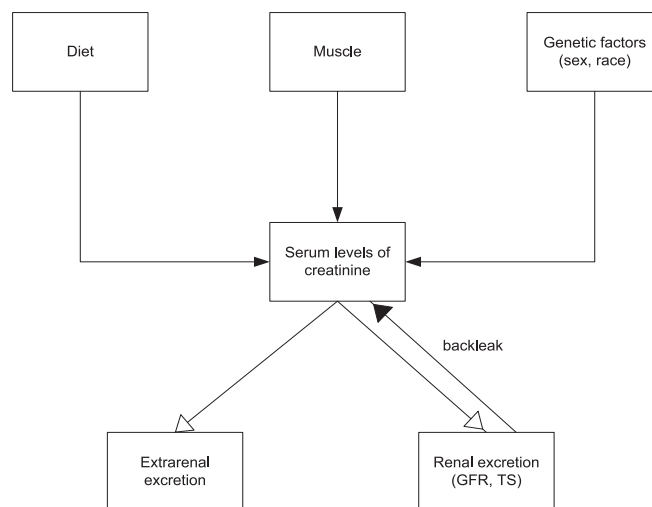 Diet
Muscle
Genetic factors
(sex, race)
Serum levels of
creatinine
backleak
Extrarenal
excretion
Renal excretion
(GFR, TS)